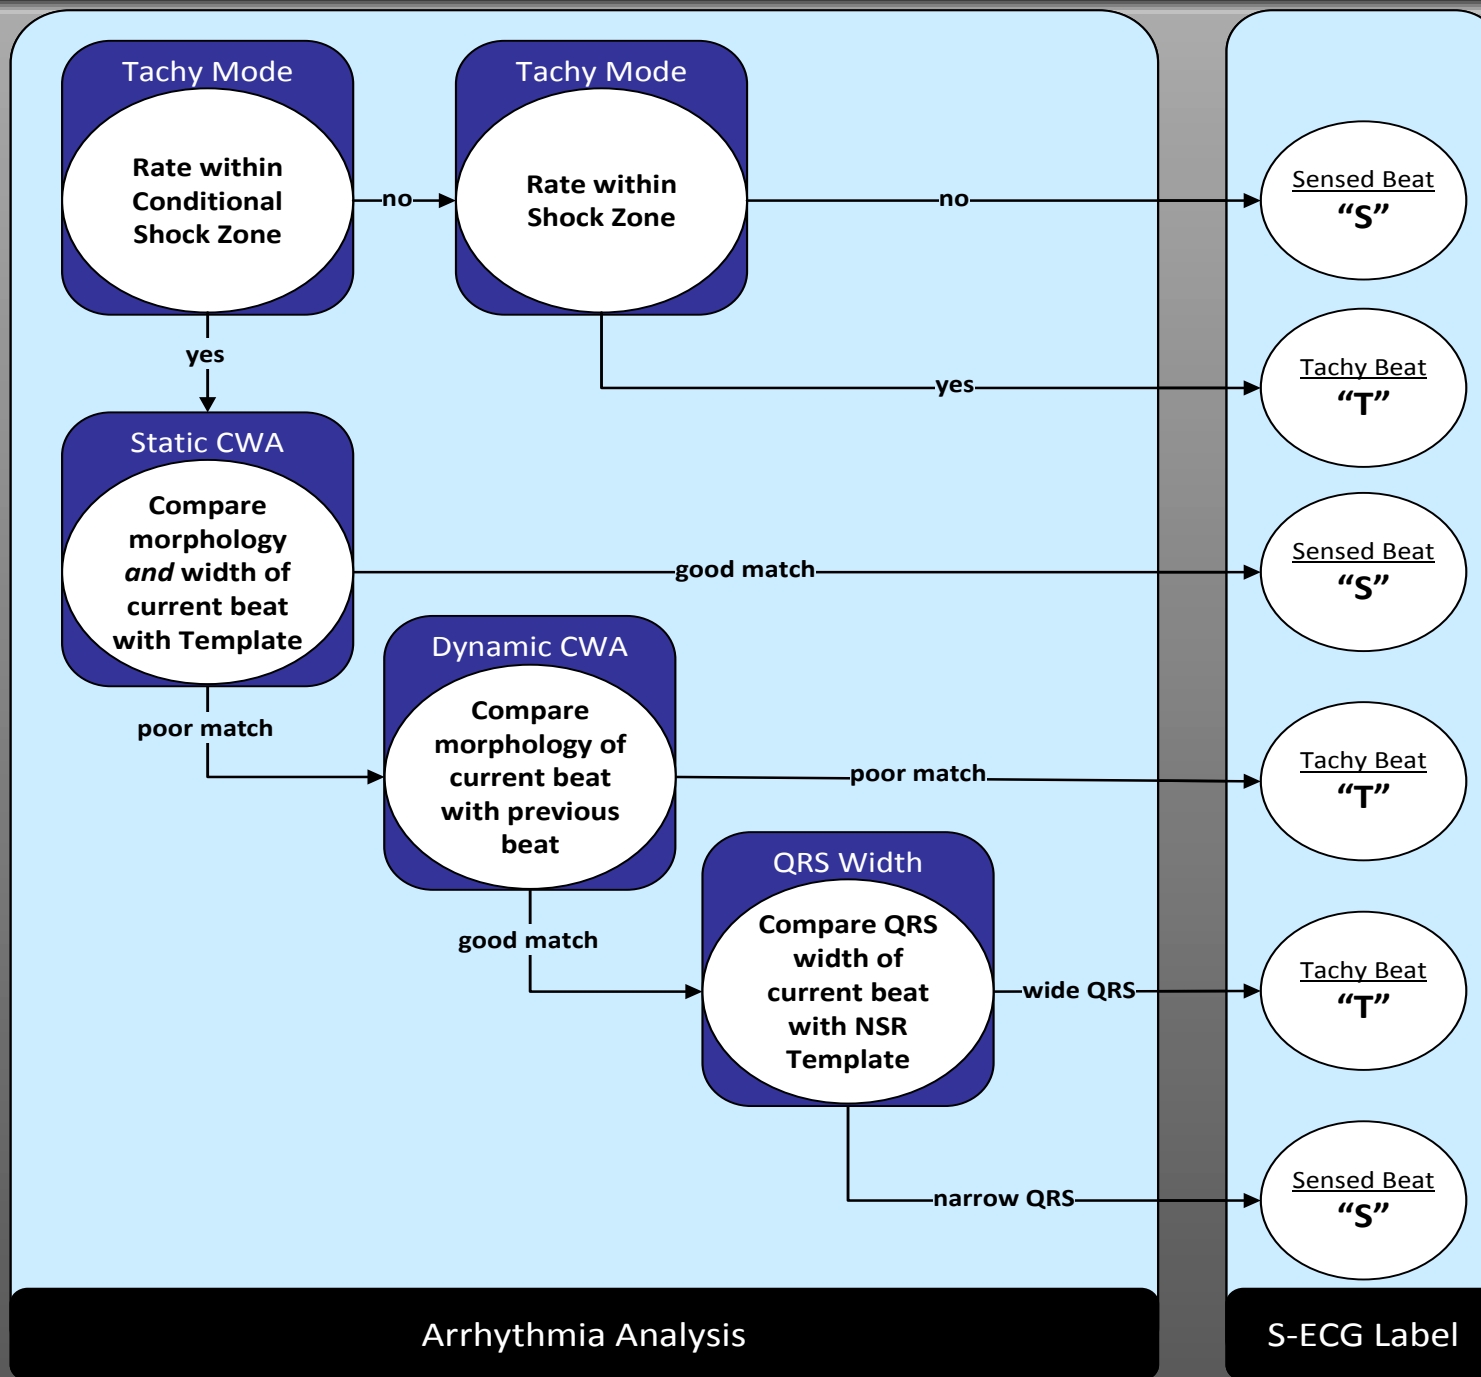 Tachy Mode
Rate within
Conditional
Shock Zone
no
Tachy Mode
Rate within
Shock Zone
no
Sensed Beat
“S”
yes
yes
Tachy Beat
“T”
Static CWA
Compare
morphology
and width of
current beat
with Template
good match
Sensed Beat
“S”
poor match
Dynamic CWA
Compare
morphology of
current beat
with previous
beat
poor match
Tachy Beat
“T”
good match
QRS Width
Compare QRS
width of
current beat
with NSR
Template
wide QRS
Tachy Beat
“T”
narrow QRS
Sensed Beat
“S”
Arrhythmia Analysis
S-ECG Label